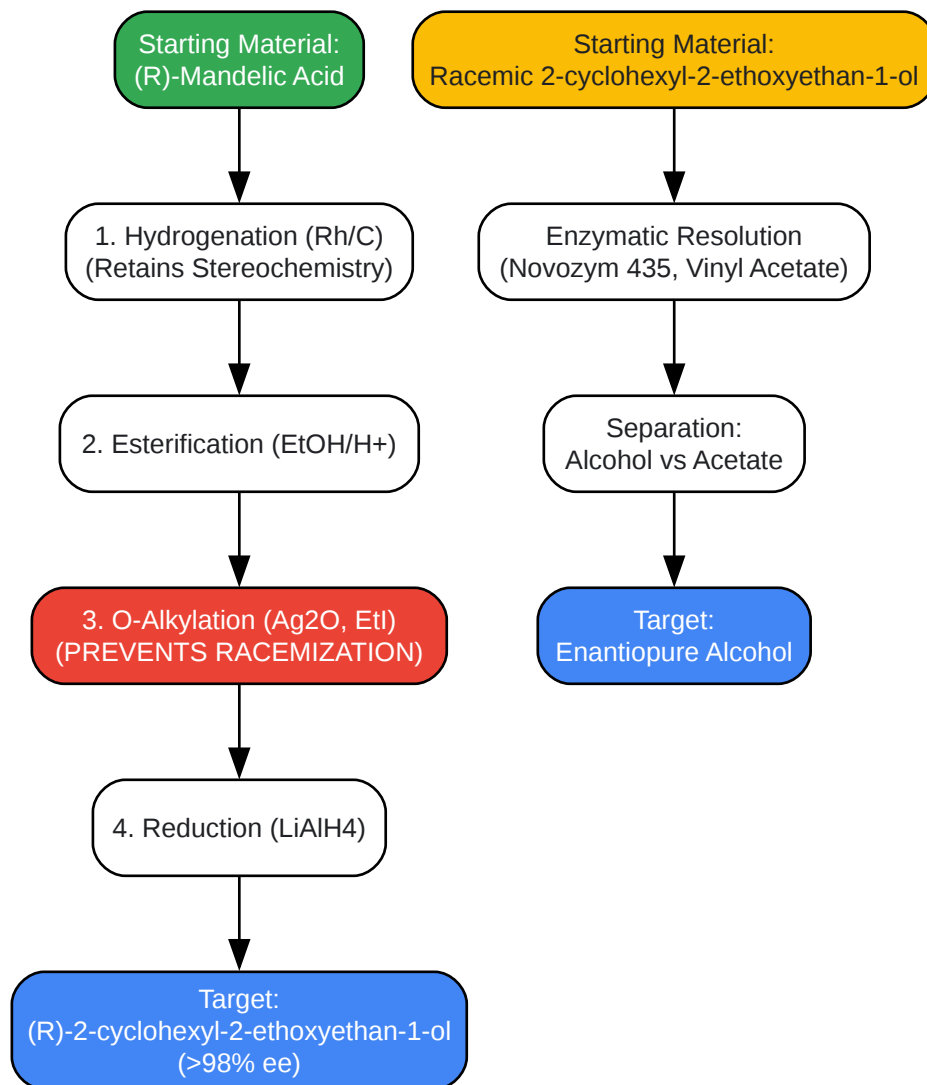 Starting Material:
(R)-Mandelic Acid
1. Hydrogenation (Rh/C)
(Retains Stereochemistry)
2. Esterification (EtOH/H+)
3. O-Alkylation (Ag2O, EtI)
(PREVENTS RACEMIZATION)
4. Reduction (LiAlH4)
Target:
(R)-2-cyclohexyl-2-ethoxyethan-1-ol
(>98% ee)
Starting Material:
Racemic 2-cyclohexyl-2-ethoxyethan-1-ol
Enzymatic Resolution
(Novozym 435, Vinyl Acetate)
Separation:
Alcohol vs Acetate
Target:
Enantiopure Alcohol